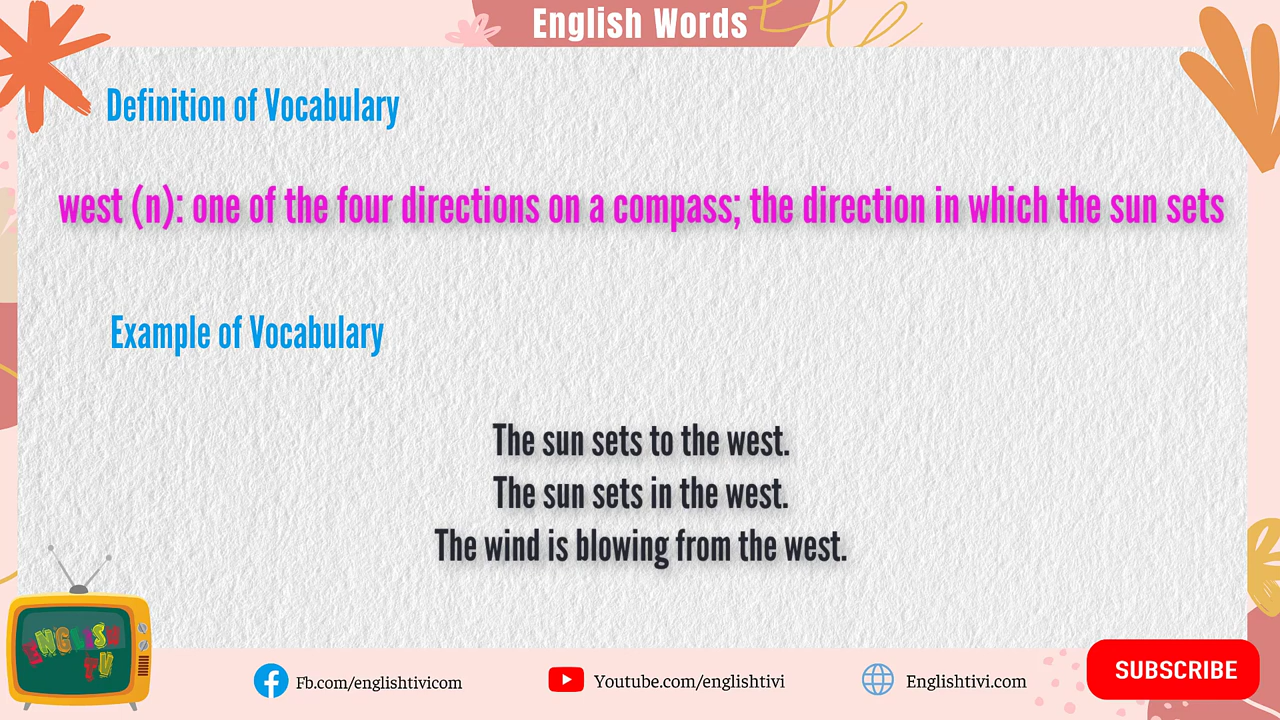 English Words
Definition of Vocabulary
west (n): one of the four directions on a compass; the direction in which the sun sets
Example of Vocabulary
The sun sets to the west.
The sun sets in the west.
The wind is blowing from the west.
ENGLISH
TV
Fb.com/englishtivicom
Youtube.com/englishtivi
Englishtivi.com
SUBSCRIBE